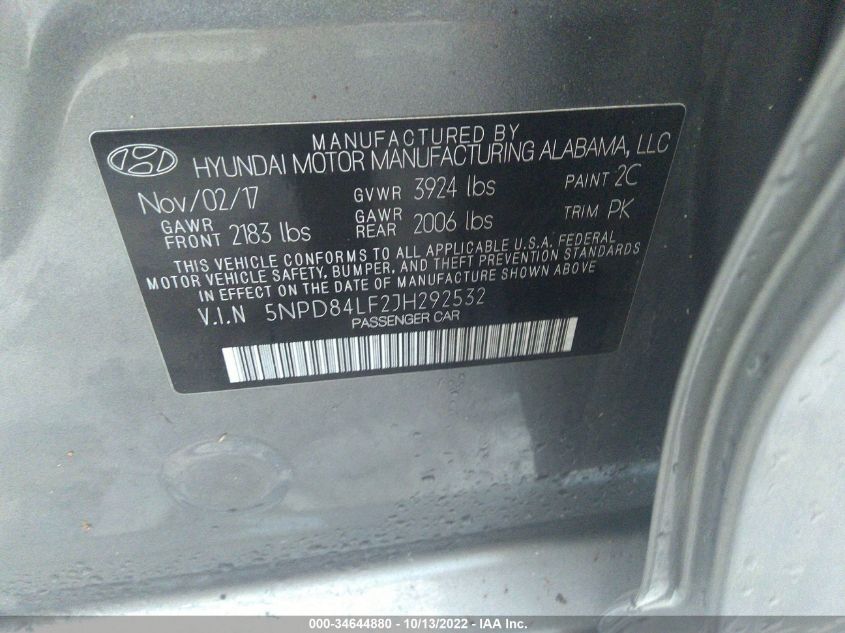 MANUFACTURED BY
HYUNDAI MOTOR MANUFACTURING ALABAMA, LLC
Nov/02/17 GVWR 3924 lbs PAINT 2C
GAWR FRONT 2183 lbs GAWR REAR 2006 lbs TRIM PK
THIS VEHICLE CONFORMS TO ALL APPLICABLE U.S.A. FEDERAL
MOTOR VEHICLE SAFETY, BUMPER, AND THEFT PREVENTION STANDARDS
IN EFFECT ON THE DATE OF MANUFACTURE SHOWN ABOVE
V.I.N 5NPD84LF2JH292532
PASSENGER CAR
000-34644880 - 10/13/2022 - IAA Inc.